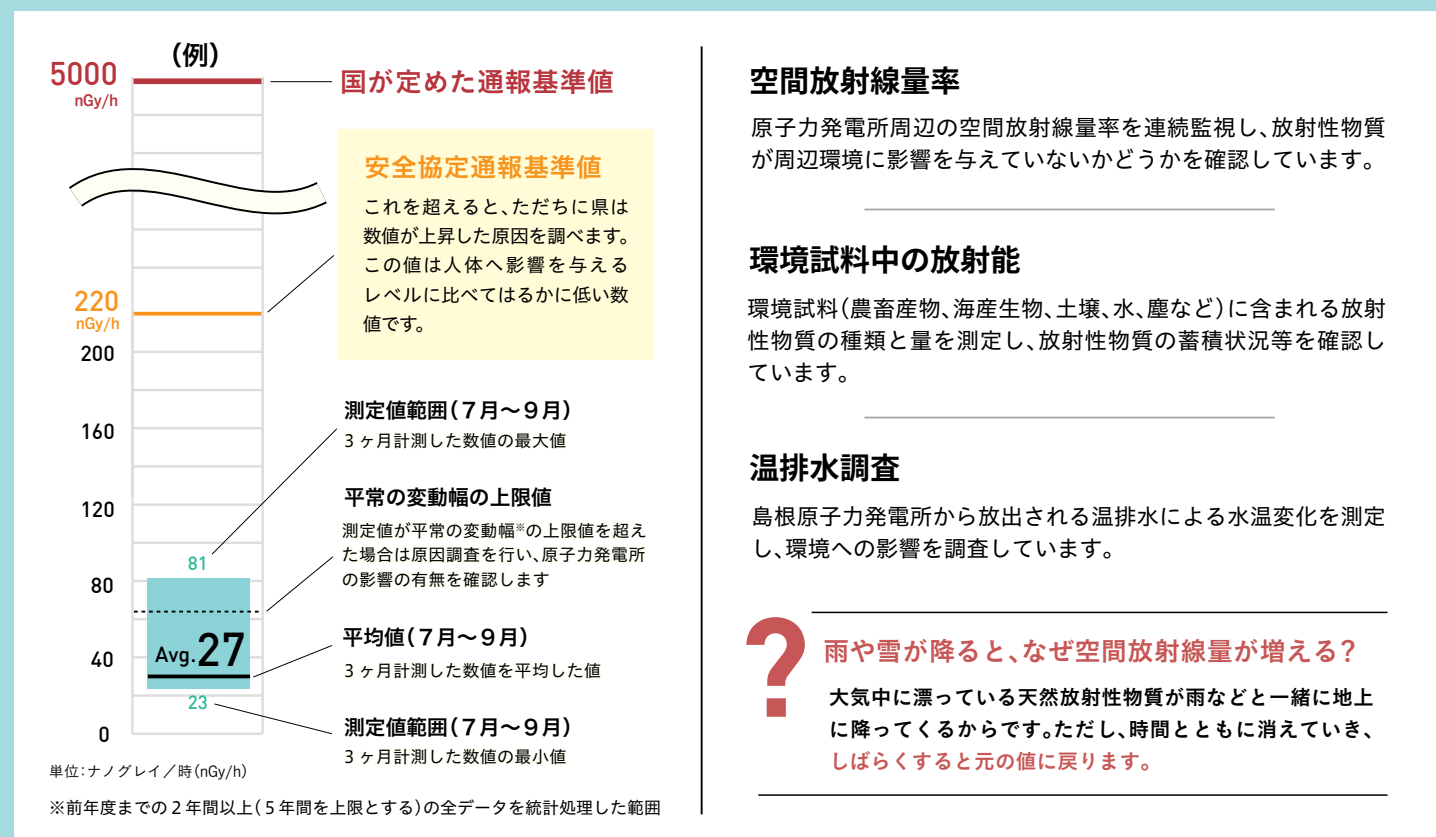 (例)
5000
nGy/h
国が定めた通報基準値
安全協定通報基準値
これを超えると、ただちに県は
数値が上昇した原因を調べます。
この値は人体へ影響を与える
レベルに比べてはるかに低い数
値です。
220
nGy/h
200
160
120
80
40
0
81
Avg.27
23
測定値範囲(7月〜9月)
3ヶ月計測した数値の最大値
平常の変動幅の上限値
測定値が平常の変動幅※の上限値を超え
た場合は原因調査を行い、原子力発電所
の影響の有無を確認します
平均値(7月〜9月)
3ヶ月計測した数値を平均した値
測定値範囲(7月〜9月)
3ヶ月計測した数値の最小値
単位:ナノグレイ/時(nGy/h)
※前年度までの2年間以上(5年間を上限とする)の全データを統計処理した範囲
空間放射線量率
原子力発電所周辺の空間放射線量率を連続監視し、放射性物質
が周辺環境に影響を与えていないかどうかを確認しています。
環境試料中の放射能
環境試料(農畜産物、海産生物、土壌、水、塵など)に含まれる放射
性物質の種類と量を測定し、放射性物質の蓄積状況等を確認し
ています。
温排水調査
島根原子力発電所から放出される温排水による水温変化を測定
し、環境への影響を調査しています。
?
雨や雪が降ると、なぜ空間放射線量が増える?
大気中に漂っている天然放射性物質が雨などと一緒に地上
に降ってくるからです。ただし、時間とともに消えていき、
しばらくすると元の値に戻ります。